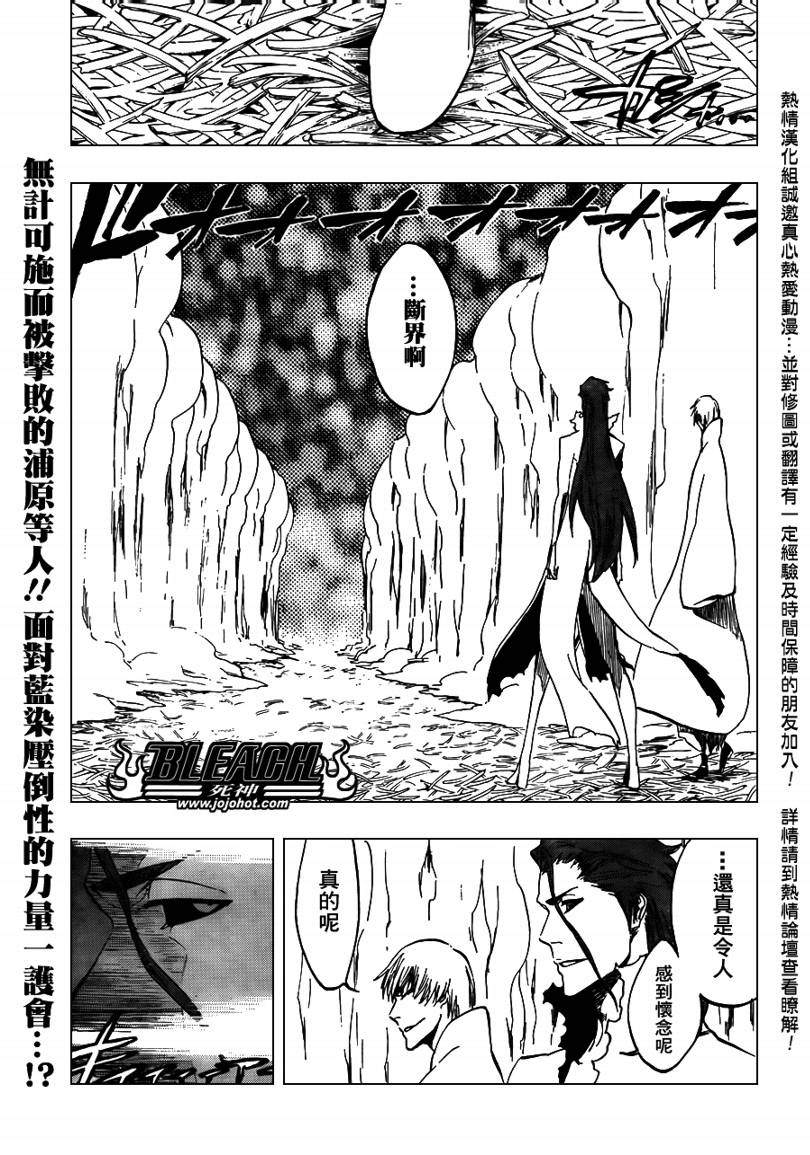 熱情漢化組誠邀真心熱愛動漫…並對修圖或翻譯有一定經驗及時間保障的朋友加入！ 詳情請到熱情論壇查看瞭解！
…斷界啊
BLEACH
死神
www.jojohot.com
…還真是令人
感到懷念呢
真的呢
無計可施而被擊敗的浦原等人!! 面對藍染壓倒性的力量一護會…!?